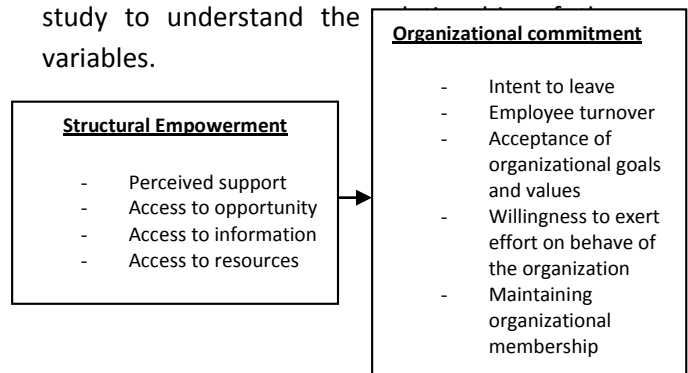 study to understand the
variables.
Structural Empowerment
- Perceived support
- Access to opportunity
- Access to information
- Access to resources
Organizational commitment
- Intent to leave
- Employee turnover
- Acceptance of
organizational goals
and values
- Willingness to exert
effort on behave of
the organization
- Maintaining
organizational
membership